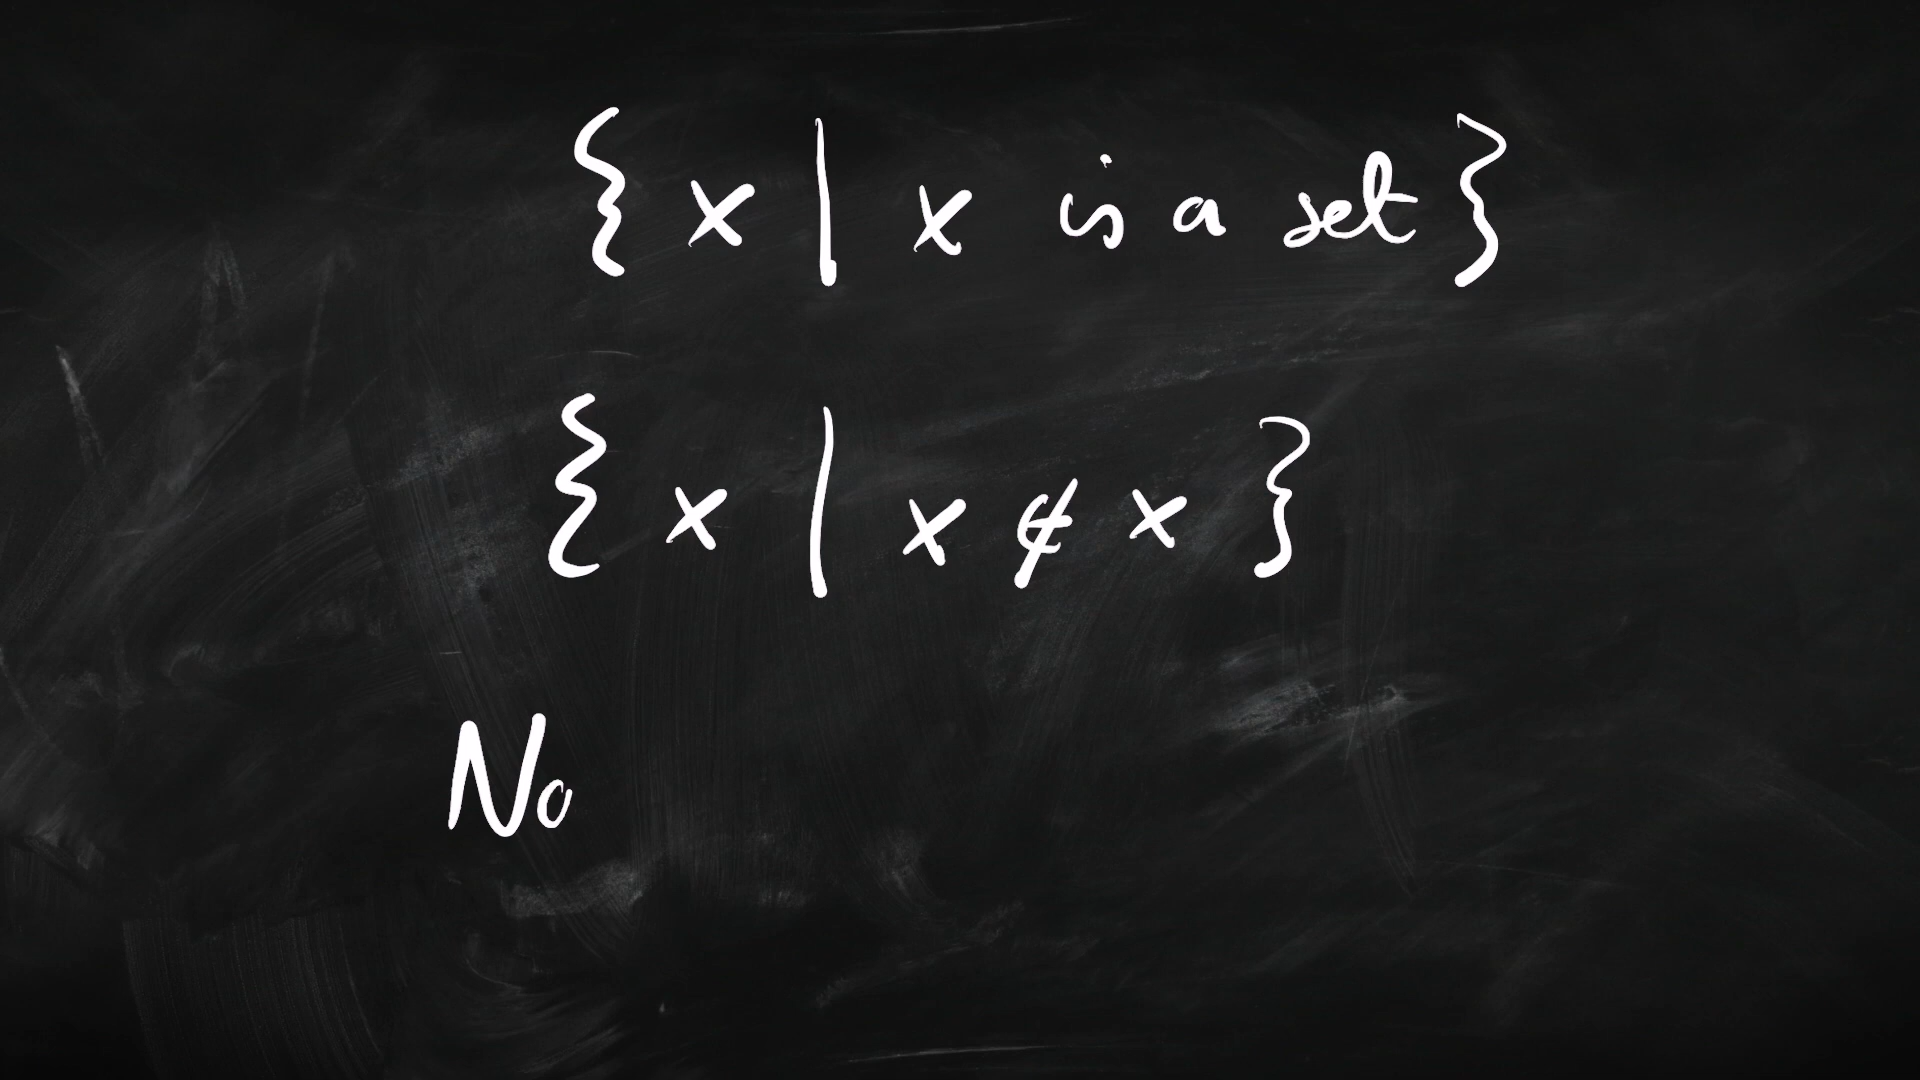 { x | x is a set }
{ x | x ∉ x }
No